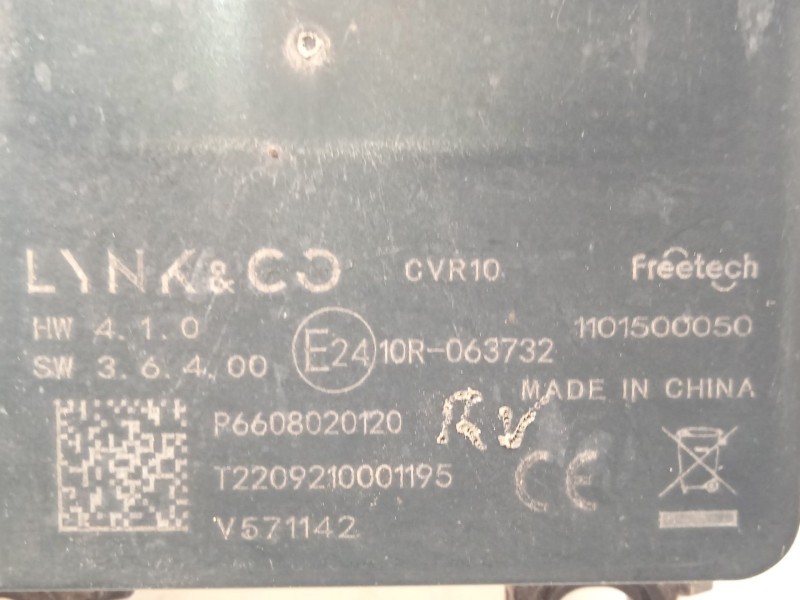 LYNK&CO CVR10 Freetech
HW 4.1.0
1101500050
SW 3.6.4.00
E24 10R-063732
MADE IN CHINA
P6608020120
RV
T2209210001195
CE
V571142